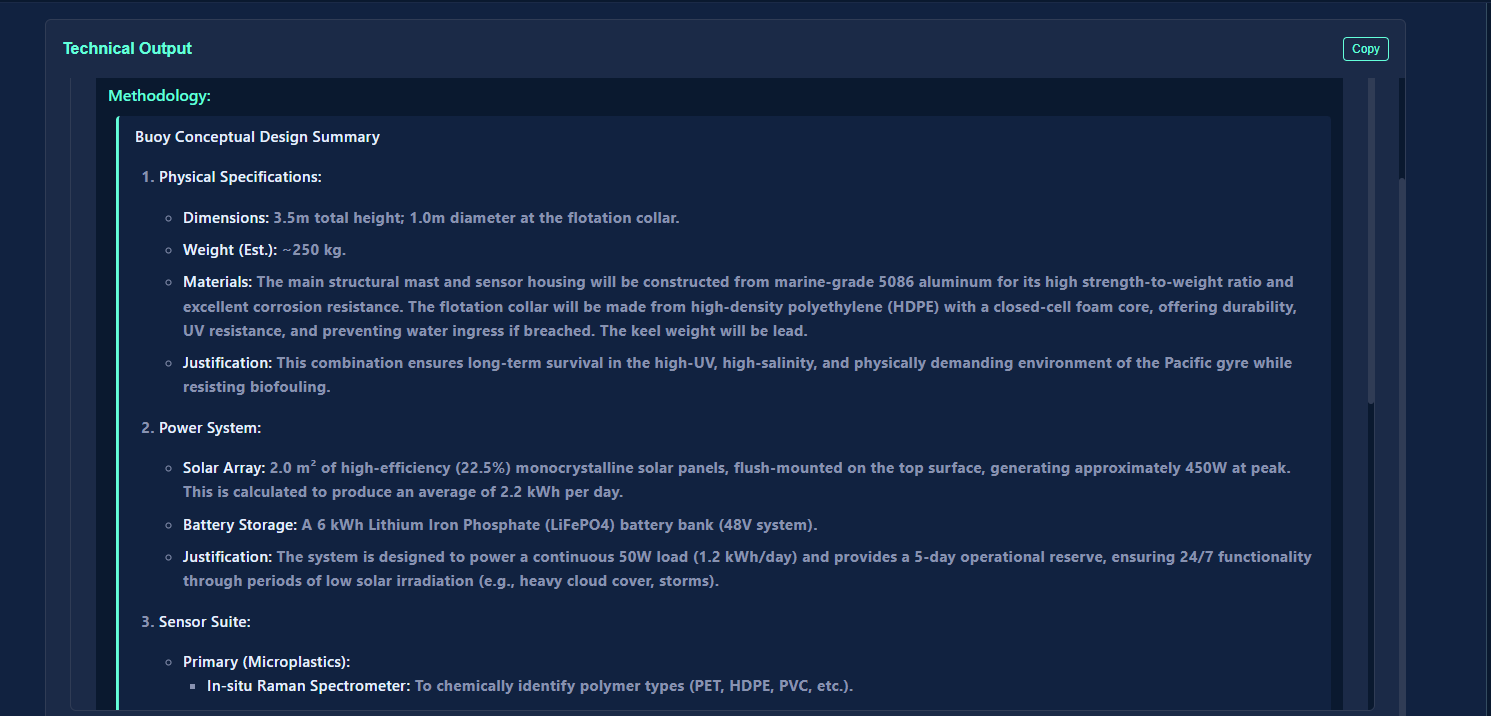 Technical Output
Copy
Methodology:
Buoy Conceptual Design Summary
1. Physical Specifications:
Dimensions: 3.5m total height; 1.0m diameter at the flotation collar.
Weight (Est.): ~250 kg.
Materials: The main structural mast and sensor housing will be constructed from marine-grade 5086 aluminum for its high strength-to-weight ratio and
excellent corrosion resistance. The flotation collar will be made from high-density polyethylene (HDPE) with a closed-cell foam core, offering durability,
UV resistance, and preventing water ingress if breached. The keel weight will be lead.
Justification: This combination ensures long-term survival in the high-UV, high-salinity, and physically demanding environment of the Pacific gyre while
resisting biofouling.
2. Power System:
Solar Array: 2.0 m² of high-efficiency (22.5%) monocrystalline solar panels, flush-mounted on the top surface, generating approximately 450W at peak.
This is calculated to produce an average of 2.2 kWh per day.
Battery Storage: A 6 kWh Lithium Iron Phosphate (LiFePO4) battery bank (48V system).
Justification: The system is designed to power a continuous 50W load (1.2 kWh/day) and provides a 5-day operational reserve, ensuring 24/7 functionality
through periods of low solar irradiation (e.g., heavy cloud cover, storms).
3. Sensor Suite:
Primary (Microplastics):
In-situ Raman Spectrometer: To chemically identify polymer types (PET, HDPE, PVC, etc.).